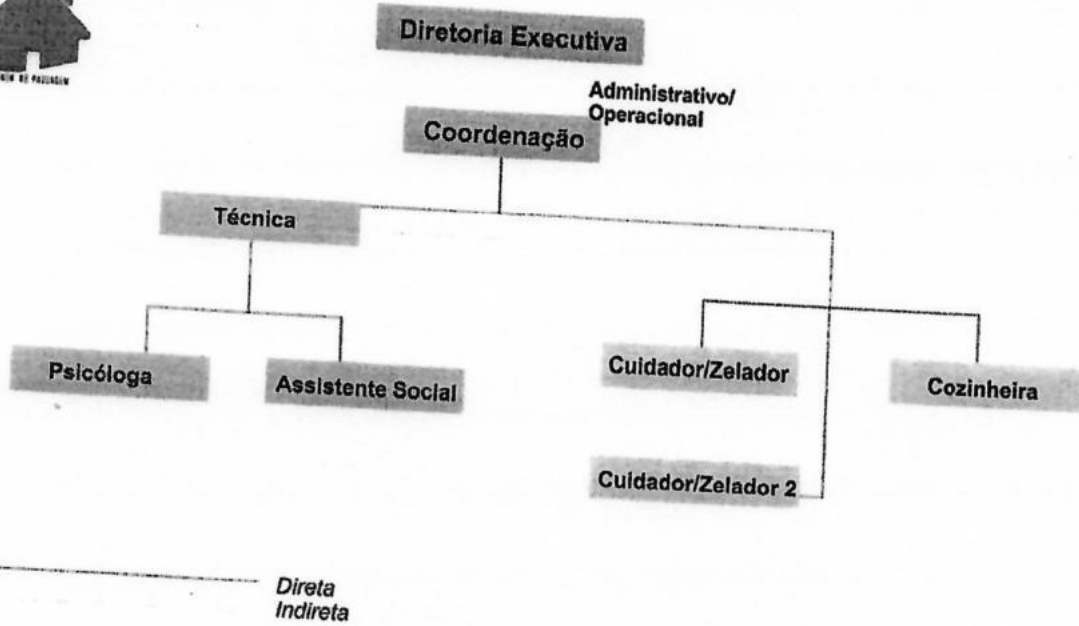 Diretoria Executiva
Administrativo/
Operacional
Coordenação
Técnica
Psicóloga
Assistente Social
Cuidador/Zelador
Cozinheira
Cuidador/Zelador 2
Direta
Indireta